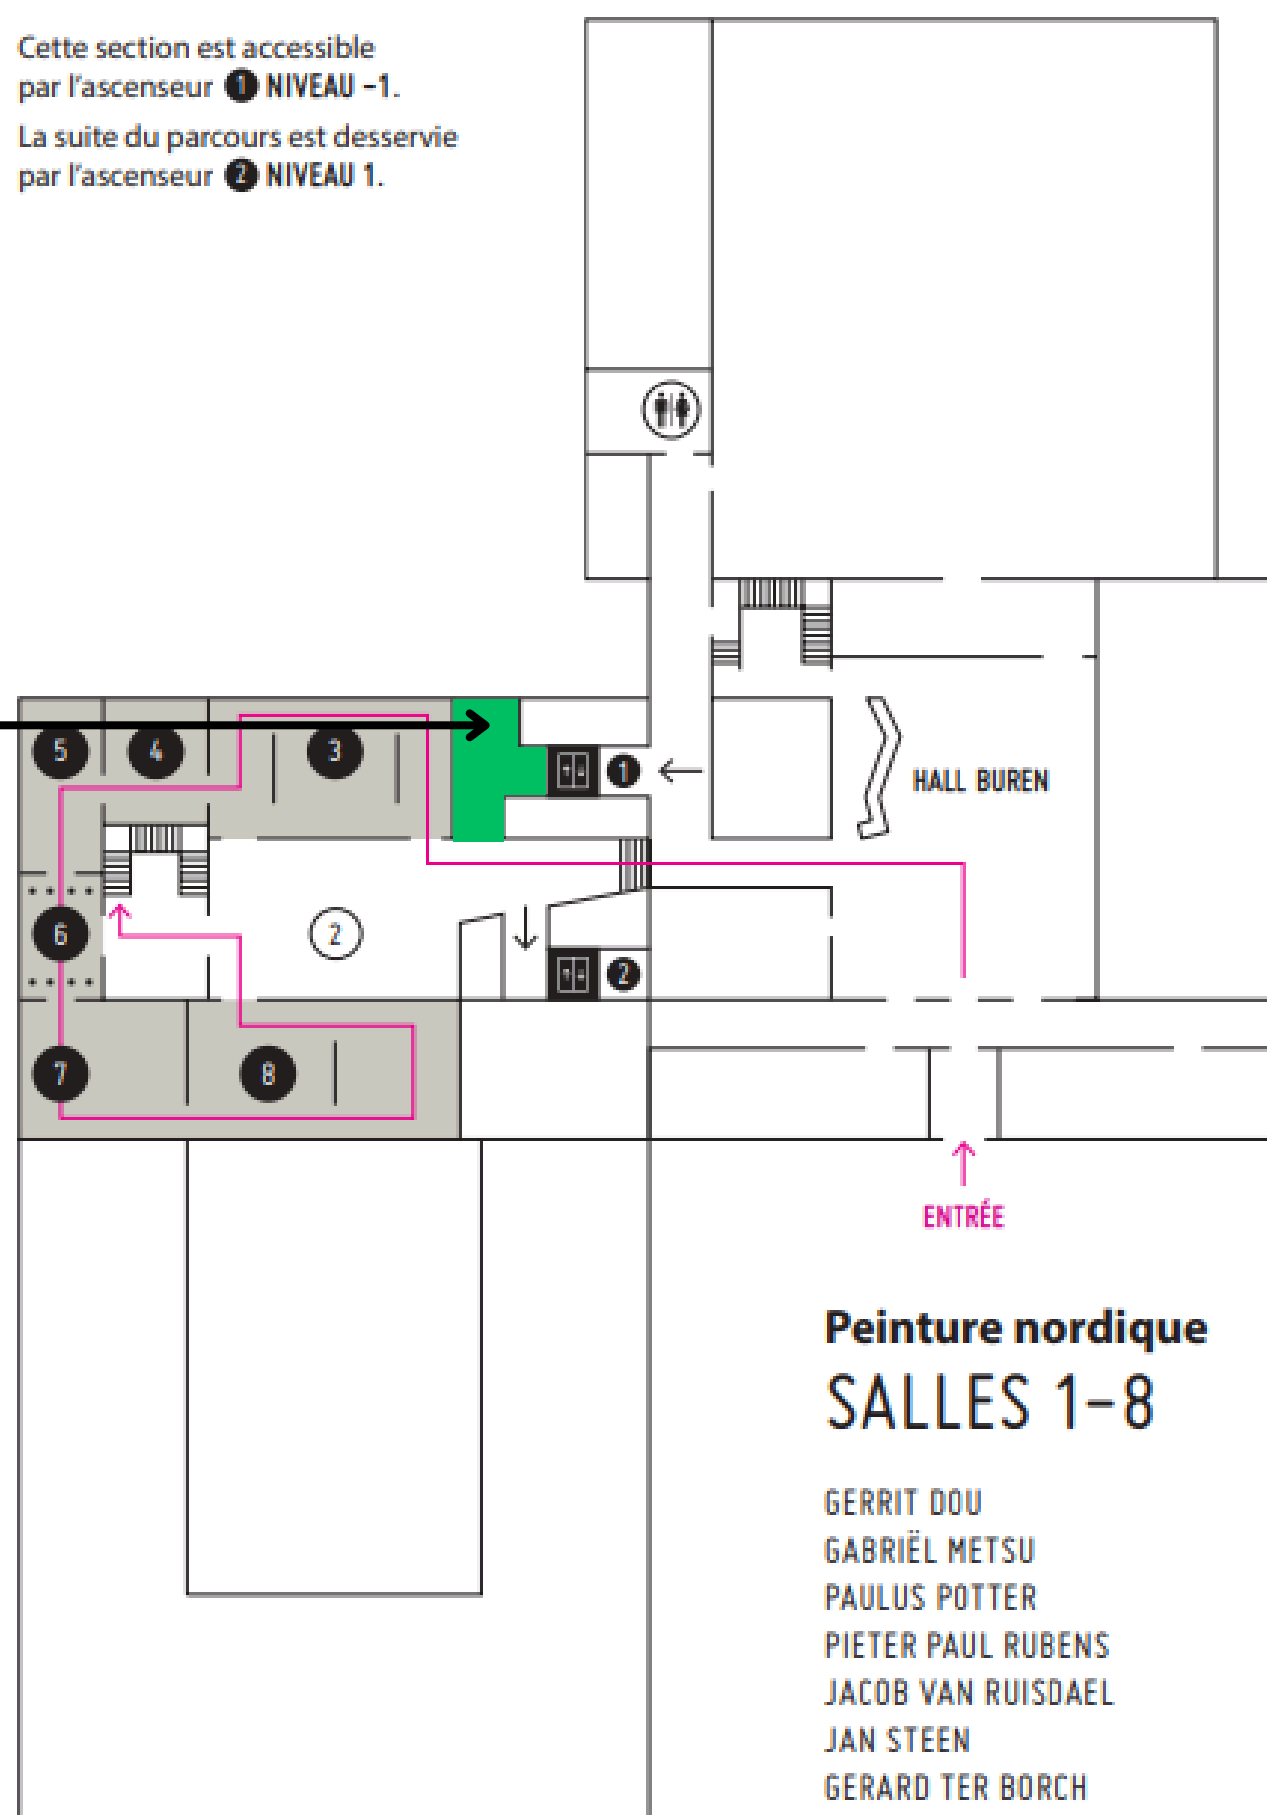 Cette section est accessible
par l'ascenseur 1 NIVEAU –1.
La suite du parcours est desservie
par l'ascenseur 2 NIVEAU 1.
5
4
3
1
HALL BUREN
6
2
2
7
8
ENTRÉE
Peinture nordique
SALLES 1–8
GERRIT DOU
GABRIËL METSU
PAULUS POTTER
PIETER PAUL RUBENS
JACOB VAN RUISDAEL
JAN STEEN
GERARD TER BORCH